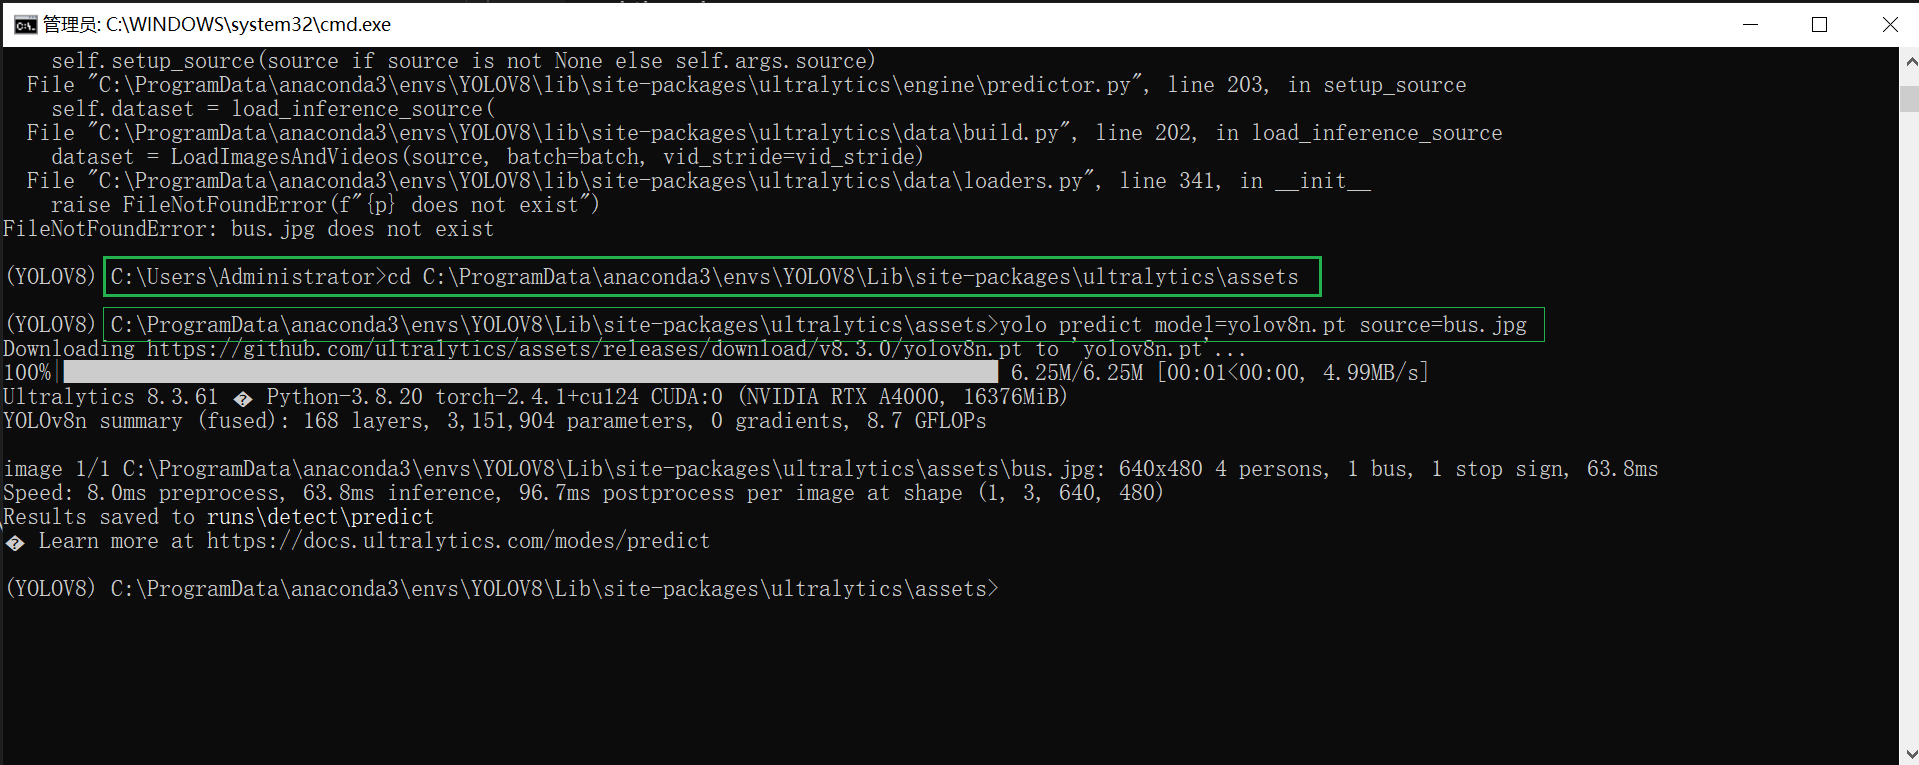 管理员: C:\WINDOWS\system32\cmd.exe
self.setup_source(source if source is not None else self.args.source)
File "C:\ProgramData\anaconda3\envs\YOLOV8\lib\site-packages\ultralytics\engine\predictor.py", line 203, in setup_source
self.dataset = load_inference_source(
File "C:\ProgramData\anaconda3\envs\YOLOV8\lib\site-packages\ultralytics\data\build.py", line 202, in load_inference_source
dataset = LoadImagesAndVideos(source, batch=batch, vid_stride=vid_stride)
File "C:\ProgramData\anaconda3\envs\YOLOV8\lib\site-packages\ultralytics\data\loaders.py", line 341, in __init__
raise FileNotFoundError(f"{p} does not exist")
FileNotFoundError: bus.jpg does not exist
(YOLOV8) C:\Users\Administrator>cd C:\ProgramData\anaconda3\envs\YOLOV8\Lib\site-packages\ultralytics\assets
(YOLOV8) C:\ProgramData\anaconda3\envs\YOLOV8\Lib\site-packages\ultralytics\assets>yolo predict model=yolov8n.pt source=bus.jpg
Downloading https://github.com/ultralytics/assets/releases/download/v8.3.0/yolov8n.pt to 'yolov8n.pt'...
100%| 6.25M/6.25M [00:01<00:00, 4.99MB/s]
Ultralytics 8.3.61 � Python-3.8.20 torch-2.4.1+cu124 CUDA:0 (NVIDIA RTX A4000, 16376MiB)
YOLOv8n summary (fused): 168 layers, 3,151,904 parameters, 0 gradients, 8.7 GFLOPs
image 1/1 C:\ProgramData\anaconda3\envs\YOLOV8\Lib\site-packages\ultralytics\assets\bus.jpg: 640x480 4 persons, 1 bus, 1 stop sign, 63.8ms
Speed: 8.0ms preprocess, 63.8ms inference, 96.7ms postprocess per image at shape (1, 3, 640, 480)
Results saved to runs\detect\predict
� Learn more at https://docs.ultralytics.com/modes/predict
(YOLOV8) C:\ProgramData\anaconda3\envs\YOLOV8\Lib\site-packages\ultralytics\assets>